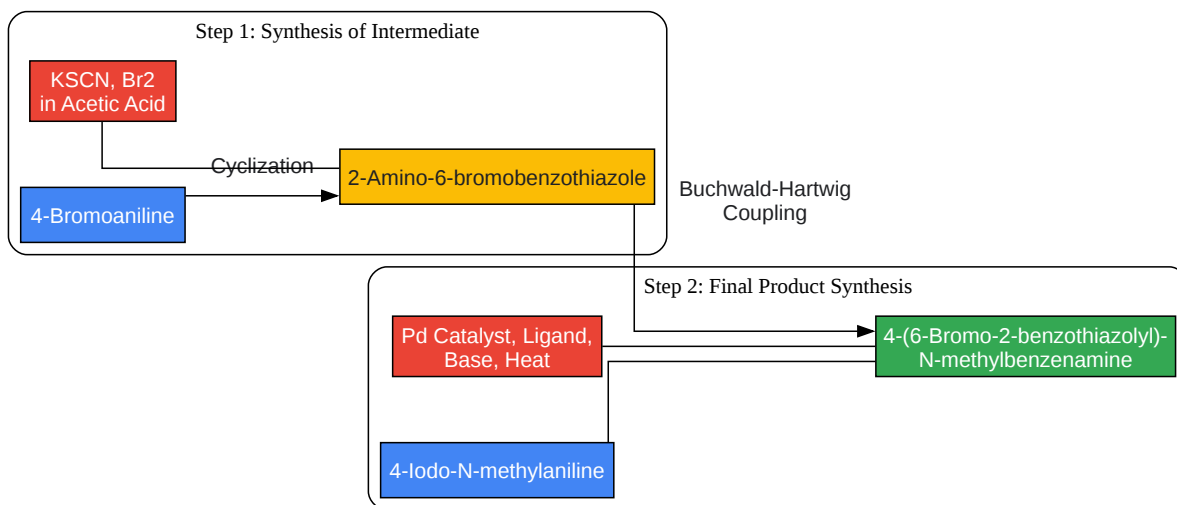 Step 1: Synthesis of Intermediate
KSCN, Br2
in Acetic Acid
Cyclization
2-Amino-6-bromobenzothiazole
4-Bromoaniline
Buchwald-Hartwig
Coupling
Step 2: Final Product Synthesis
Pd Catalyst, Ligand,
Base, Heat
4-(6-Bromo-2-benzothiazolyl)-
N-methylbenzenamine
4-Iodo-N-methylaniline